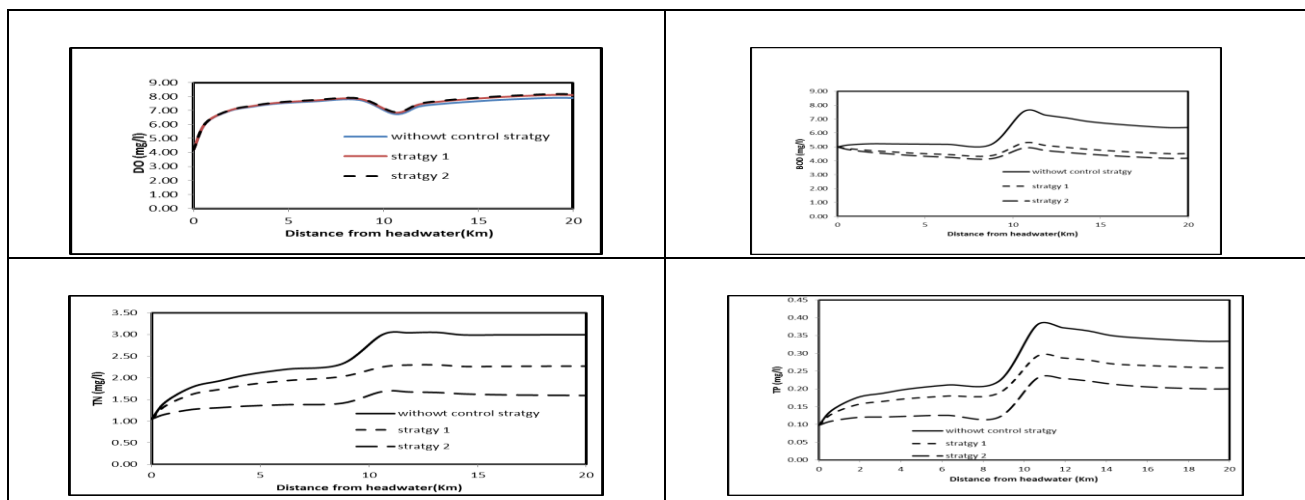 9.00
8.00
7.00
6.00
5.00
4.00
3.00
2.00
1.00
0.00
DO (mg/l)
withowt control stratgy
stratgy 1
stratgy 2
0 5 10 15 20
Distance from headwater(Km)
9.00
8.00
7.00
6.00
5.00
4.00
3.00
2.00
1.00
0.00
BOD (mg/l)
withowt control stratgy
stratgy 1
stratgy 2
0 5 10 15 20
Distance from headwater(Km)
3.50
3.00
2.50
2.00
1.50
1.00
0.50
0.00
TN (mg/l)
withowt control stratgy
stratgy 1
stratgy 2
0 5 10 15 20
Distance from headwater(Km)
0.45
0.40
0.35
0.30
0.25
0.20
0.15
0.10
0.05
0.00
TP (mg/l)
withowt control stratgy
stratgy 1
stratgy 2
0 2 4 6 8 10 12 14 16 18 20
Distance from headwater (Km)